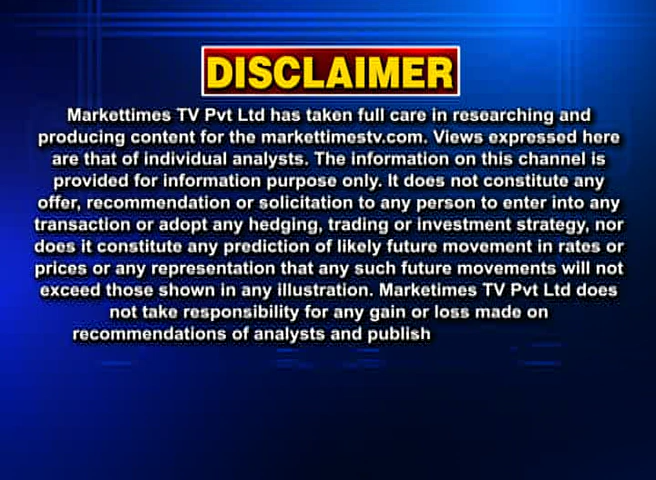 DISCLAIMER
Markettimes TV Pvt Ltd has taken full care in researching and
producing content for the markettimestv.com. Views expressed here
are that of individual analysts. The information on this channel is
provided for information purpose only. It does not constitute any
offer, recommendation or solicitation to any person to enter into any
transaction or adopt any hedging, trading or investment strategy, nor
does it constitute any prediction of likely future movement in rates or
prices or any representation that any such future movements will not
exceed those shown in any illustration. Marketimes TV Pvt Ltd does
not take responsibility for any gain or loss made on
recommendations of analysts and publish